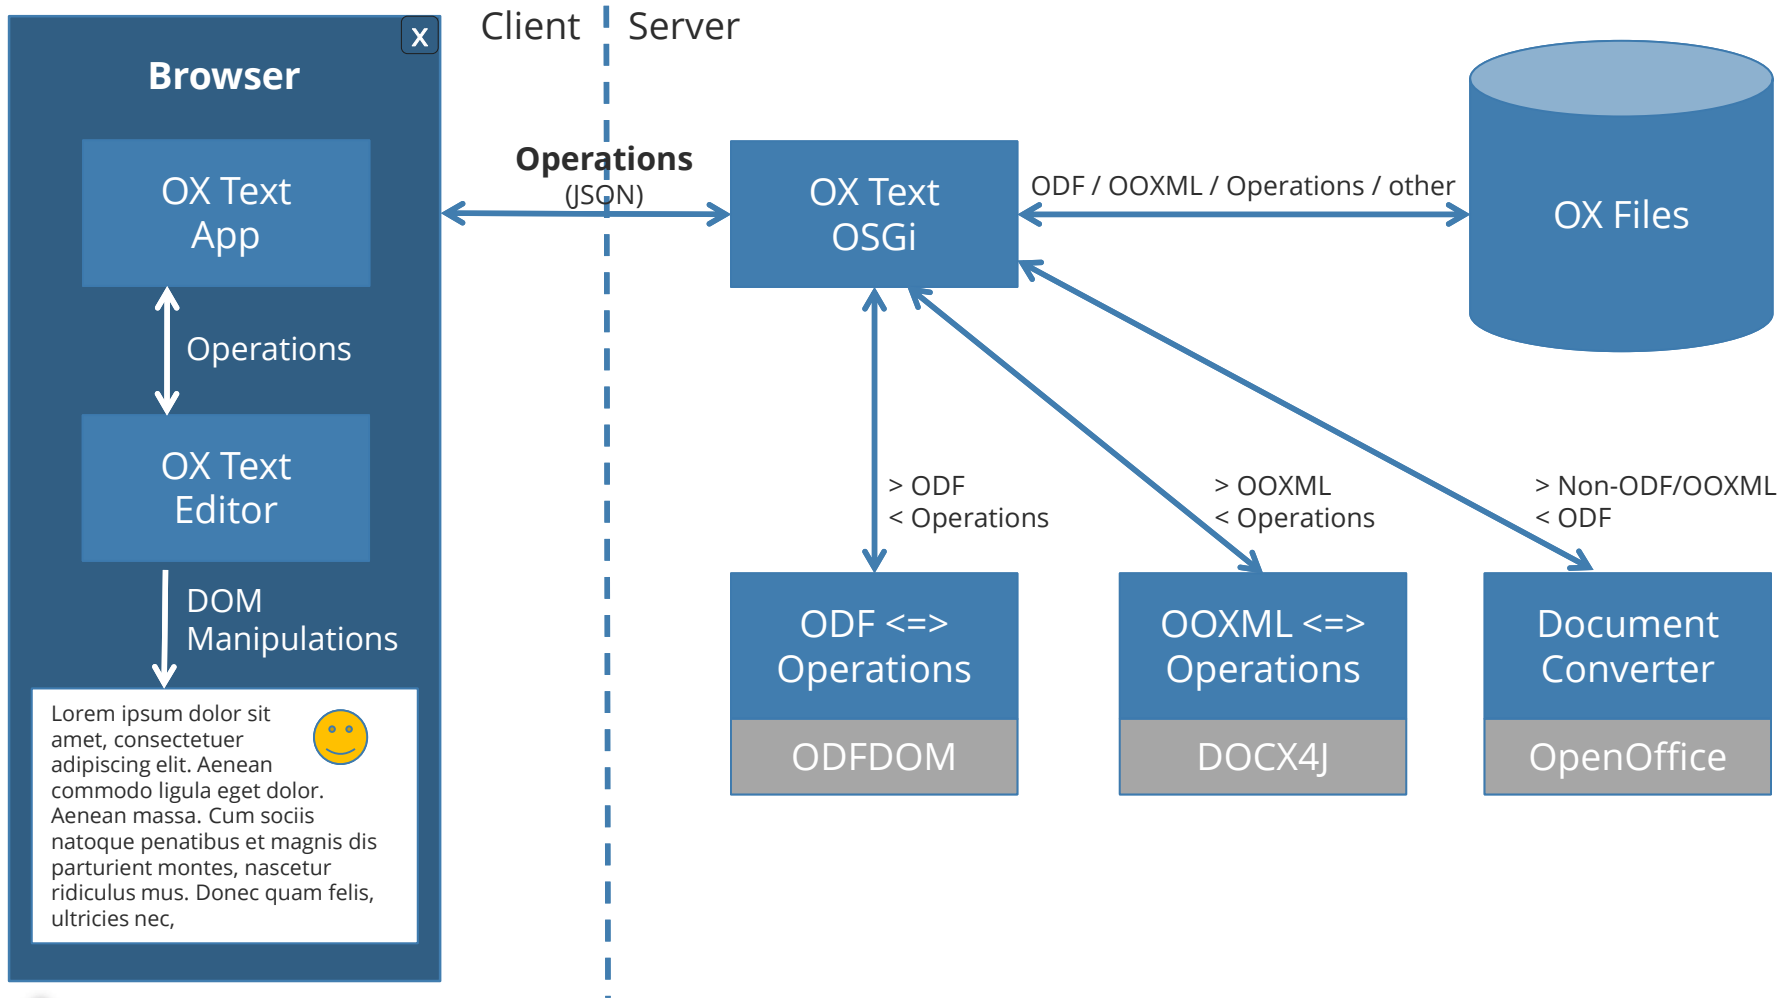 X
Browser
OX Text
App
Operations
OX Text
Editor
DOM
Manipulations
Lorem ipsum dolor sit
amet, consectetuer
adipiscing elit. Aenean
commodo ligula eget dolor.
Aenean massa. Cum sociis
natoque penatibus et magnis dis
parturient montes, nascetur
ridiculus mus. Donec quam felis,
ultricies nec,
Client
Server
Operations
(JSON)
OX Text
OSGi
ODF / OOXML / Operations / other
OX Files
> ODF
< Operations
> OOXML
< Operations
> Non-ODF/OOXML
< ODF
ODF <=>
Operations
ODFDOM
OOXML <=>
Operations
DOCX4J
Document
Converter
OpenOffice